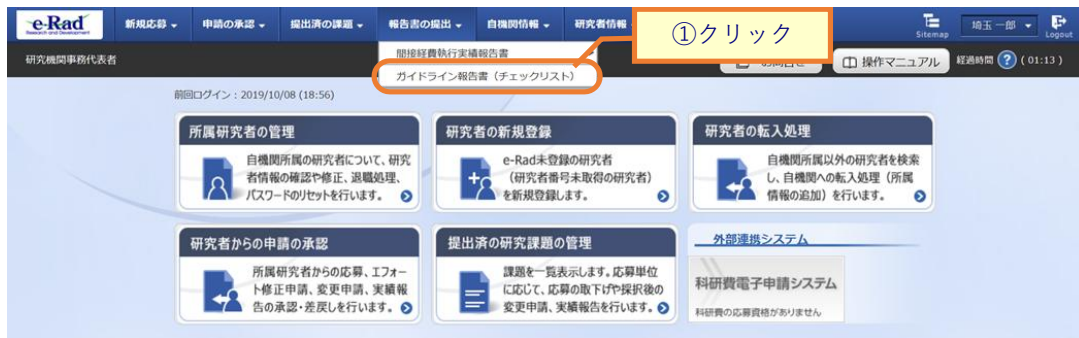 e-Rad
Research and Development
新規応募
申請の承認
提出済の課題
報告書の提出
自機関情報
研究者情報
①クリック
Sitemap
埼玉 一郎
Logout
研究機関事務代表者
間接経費執行実績報告書
ガイドライン報告書（チェックリスト）
操作マニュアル
経過時間 ? ( 01:13 )
前回ログイン : 2019/10/08 (18:56)
所属研究者の管理
自機関所属の研究者について、研究
者情報の確認や修正、退職処理、
パスワードのリセットを行います。
研究者の新規登録
e-Rad未登録の研究者
（研究者番号未取得の研究者）
を新規登録します。
研究者の転入処理
自機関所属以外の研究者を検索
し、自機関への転入処理（所属
情報の追加）を行います。
研究者からの申請の承認
所属研究者からの応募、エフォー
ト修正申請、変更申請、実績報
告の承認・差戻しを行います。
提出済の研究課題の管理
課題を一覧表示します。応募単位
に応じて、応募の取下げや採択後の
変更申請、実績報告を行います。
外部連携システム
科研費電子申請システム
科研費の応募資格がありません